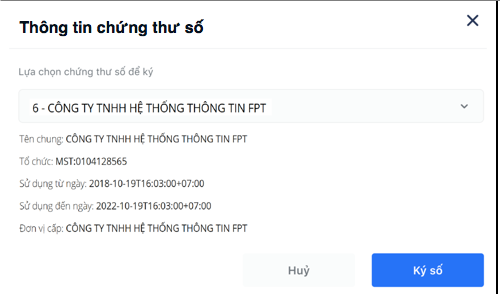 Thông tin chứng thư số
Lựa chọn chứng thư số để ký
6 - CÔNG TY TNHH HỆ THỐNG THÔNG TIN FPT
Tên chung: CÔNG TY TNHH HỆ THỐNG THÔNG TIN FPT
Tổ chức: MST:0104128565
Sử dụng từ ngày: 2018-10-19T16:03:00+07:00
Sử dụng đến ngày: 2022-10-19T16:03:00+07:00
Đơn vị cấp: CÔNG TY TNHH HỆ THỐNG THÔNG TIN FPT
Huỷ
Ký số